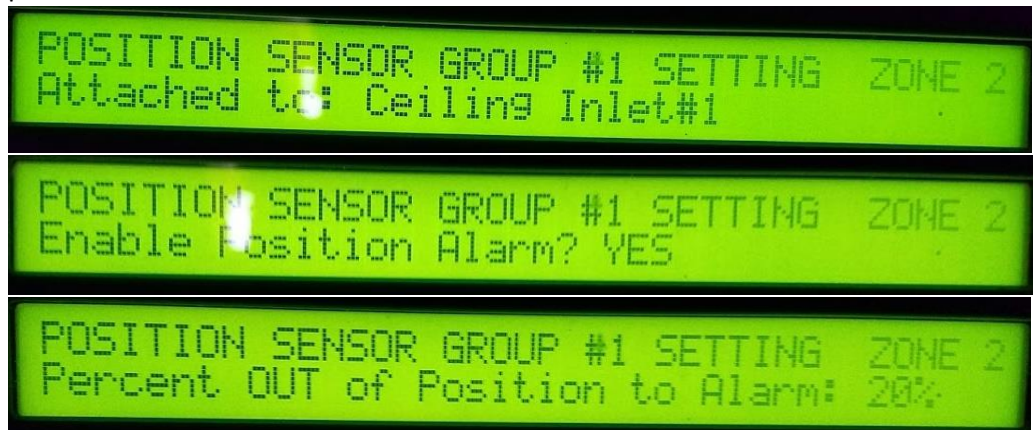 POSITION SENSOR GROUP #1 SETTING ZONE 2
Attached to: Ceiling Inlet#1
POSITION SENSOR GROUP #1 SETTING ZONE 2
Enable Position Alarm? YES
POSITION SENSOR GROUP #1 SETTING ZONE 2
Percent OUT of Position to Alarm: 20%